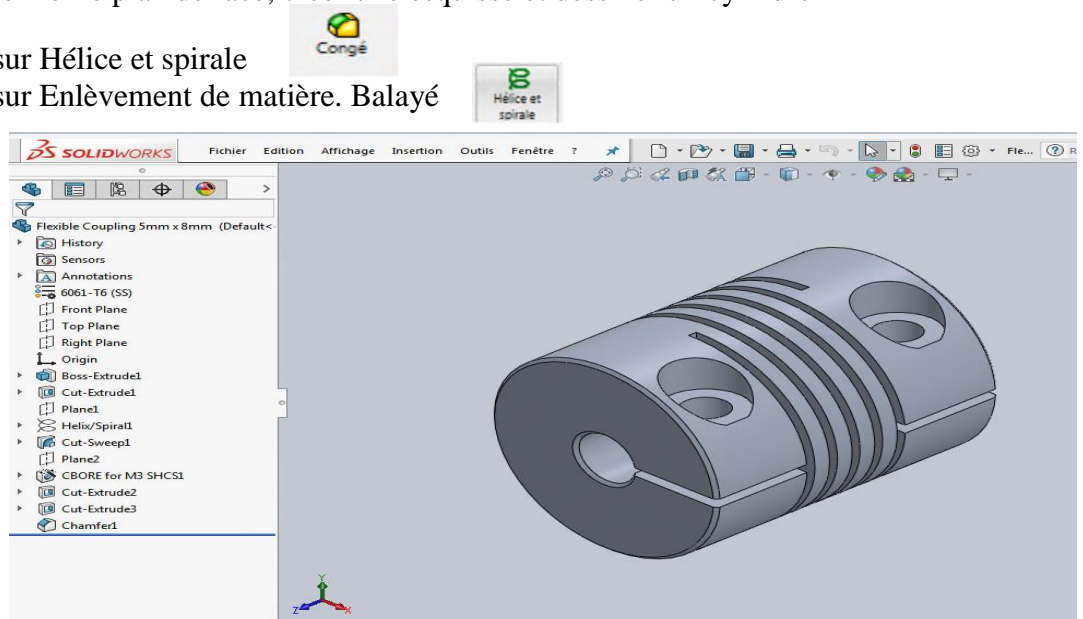 Congé
sur Hélice et spirale
sur Enlèvement de matière. Balayé
Hélice et
spirale
SOLIDWORKS Fichier Edition Affichage Insertion Outils Fenêtre ? Fle...
Flexible Coupling 5mm x 8mm (Default<
History
Sensors
Annotations
6061-T6 (SS)
Front Plane
Top Plane
Right Plane
Origin
Boss-Extrude1
Cut-Extrude1
Plane1
Helix/Spiral1
Cut-Sweep1
Plane2
CBORE for M3 SHCS1
Cut-Extrude2
Cut-Extrude3
Chamfer1
Y
Z
X